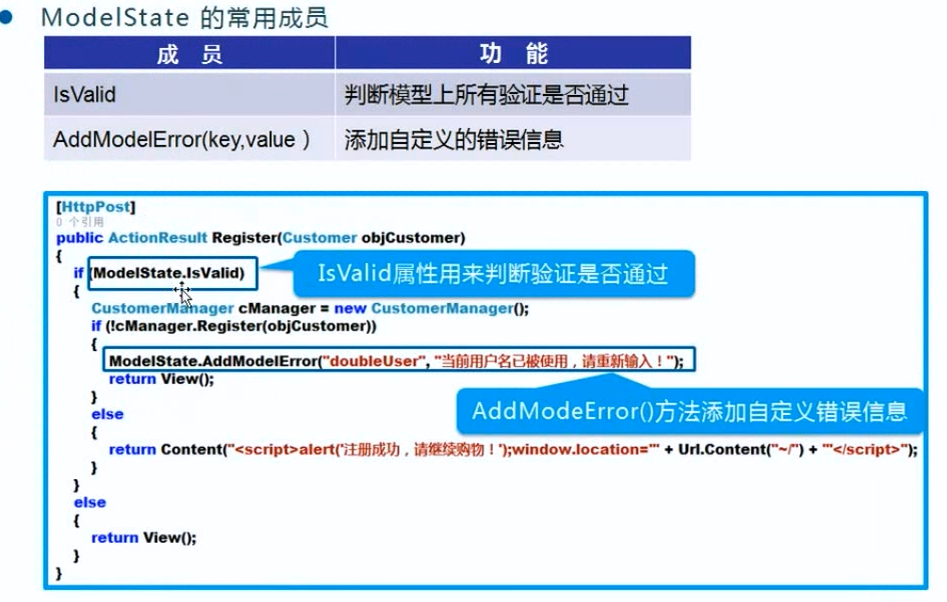 ModelState 的常用成员
成 员 功 能
IsValid 判断模型上所有验证是否通过
AddModelError(key,value ) 添加自定义的错误信息
[HttpPost]
0 个引用
public ActionResult Register(Customer objCustomer)
{
if (ModelState.IsValid)
IsValid属性用来判断验证是否通过
{
CustomerManager cManager = new CustomerManager();
if (!cManager.Register(objCustomer))
{
ModelState.AddModelError("doubleUser", "当前用户名已被使用，请重新输入！");
return View();
AddModeError()方法添加自定义错误信息
}
else
{
return Content("<script>alert('注册成功，请继续购物！');window.location='" + Url.Content("~/") + "'</script>");
}
}
else
{
return View();
}
}